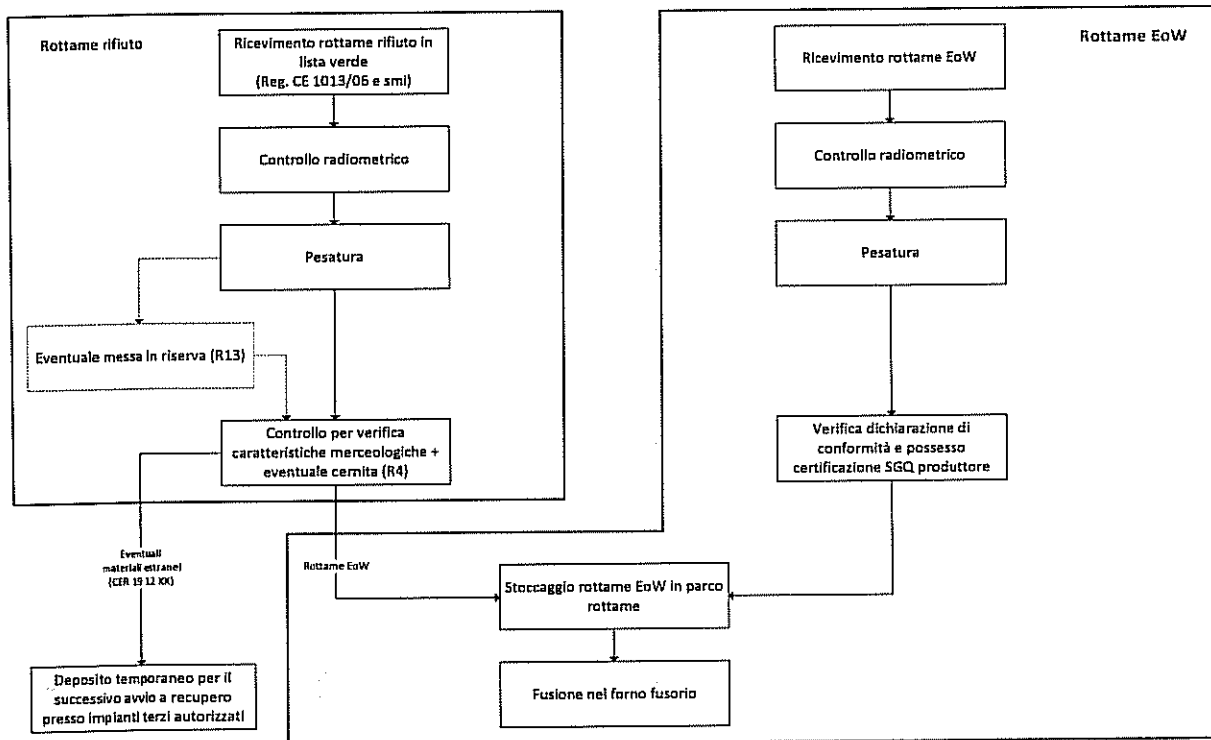 Rottame rifiuto
Ricevimento rottame rifiuto in
lista verde
(Reg. CE 1013/06 e smi)
Controllo radiometrico
Pesatura
Eventuale messa in riserva (R13)
Controllo per verifica
caratteristiche merceologiche +
eventuale cernita (R4)
Eventuali
materiali estranei
(CER 19 12 XX)
Rottame EoW
Deposito temporaneo per il
successivo avvio a recupero
presso impianti terzi autorizzati
Rottame EoW
Ricevimento rottame EoW
Controllo radiometrico
Pesatura
Verifica dichiarazione di
conformità e possesso
certificazione SGQ produttore
Stoccaggio rottame EoW in parco
rottame
Fusione nel forno fusorio